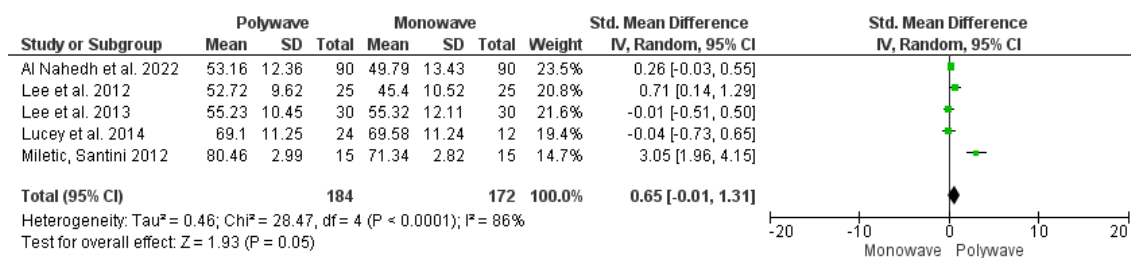 Polywave Monowave Std. Mean Difference Std. Mean Difference
Study or Subgroup Mean SD Total Mean SD Total Weight IV, Random, 95% CI IV, Random, 95% CI
Al Nahedh et al. 2022 53.16 12.36 90 49.79 13.43 90 23.5% 0.26 [-0.03, 0.55]
Lee et al. 2012 52.72 9.62 25 45.4 10.52 25 20.8% 0.71 [0.14, 1.29]
Lee et al. 2013 55.23 10.45 30 55.32 12.11 30 21.6% -0.01 [-0.51, 0.50]
Lucey et al. 2014 69.1 11.25 24 69.58 11.24 12 19.4% -0.04 [-0.73, 0.65]
Miletic, Santini 2012 80.46 2.99 15 71.34 2.82 15 14.7% 3.05 [1.96, 4.15]
Total (95% CI) 184 172 100.0% 0.65 [-0.01, 1.31]
Heterogeneity: Tau² = 0.46; Chi² = 28.47, df = 4 (P < 0.0001); I² = 86%
Test for overall effect: Z = 1.93 (P = 0.05)
-20 -10 0 10 20
Monowave Polywave